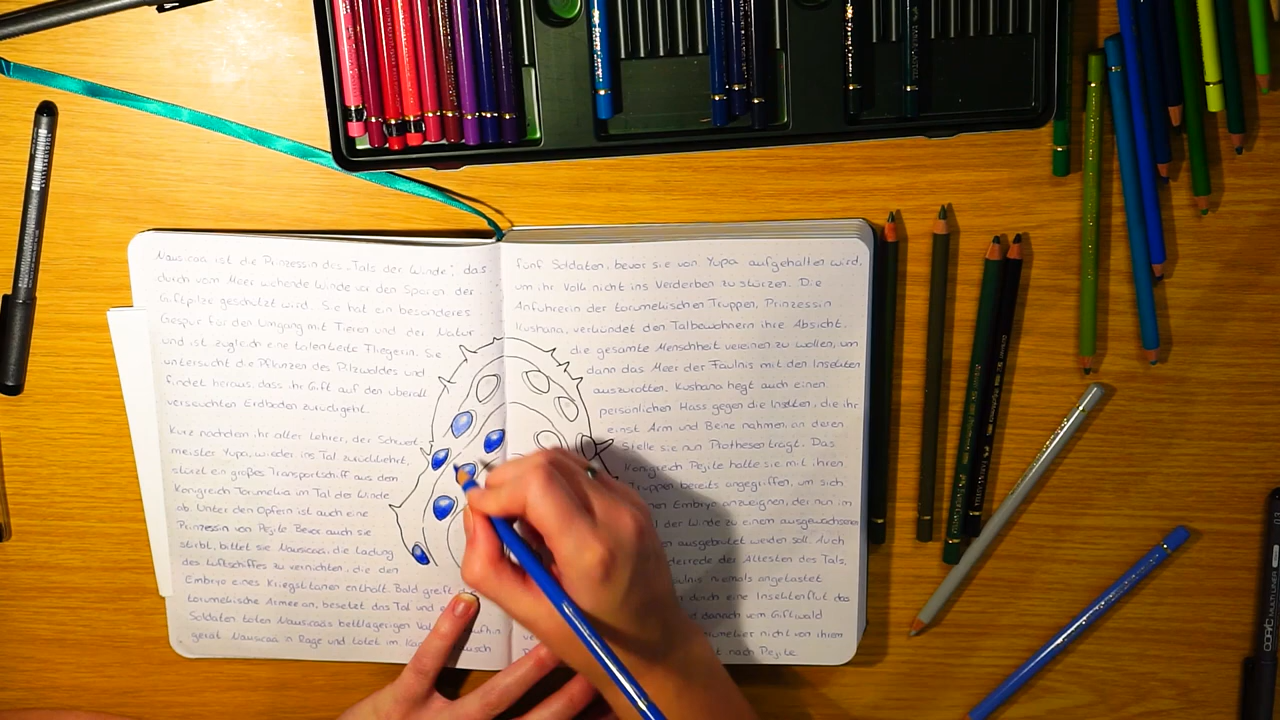 Nausicaä ist die Prinzessin des „Tals der Winde", das
durch vom Meer wehende Winde vor den Sporen der
Giftpilze geschützt wird. Sie hat ein besonderes
Gespür für den Umgang mit Tieren und der Natur
und ist zugleich eine talentierte Fliegerin. Sie
untersucht die Pflanzen des Pilzwaldes und
findet heraus, dass ihr Gift auf den überall
verseuchten Erdboden zurückgeht.
Kurz nachdem ihr alter Lehrer, der Schwert-
meister Yupa, wieder ins Tal zurückkehrt,
stürzt ein großes Transportschiff aus dem
Königreich Torumekia im Tal der Winde
ab. Unter den Opfern ist auch eine
Prinzessin von Pejite. Bevor auch sie
stirbt, bittet sie Nausicaä, die Ladung
des Luftschiffes zu vernichten, die den
Embryo eines Kriegstitanen enthält. Bald greift die
torumekische Armee an, besetzt das Tal und
Soldaten töten Nausicaäs bettlägerigen
gerät Nausicaä in Rage und tötet im
fünf Soldaten, bevor sie von Yupa aufgehalten wird,
um ihr Volk nicht ins Verderben zu stürzen. Die
Anführerin der torumekischen Truppen, Prinzessin
Kushana, verkündet den Talbewohnern ihre Absicht,
die gesamte Menschheit vereinen zu wollen, um
dann das Meer der Fäulnis mit den Insekten
auszurotten. Kushana hegt auch einen
persönlichen Hass gegen die Insekten, die ihr
einst Arm und Beine nahmen, an deren
Stelle sie nun Prothesen trägt. Das
Königreich Pejite hatte sie mit ihren
Truppen bereits angegriffen, um sich
Embryo anzueignen, der nun im
der Winde zu einem ausgewachsenen
ausgebrütet werden soll. Auch
der Ältesten des Tals,
niemals angetastet
durch eine Insektenflut das
danach vom Giftwald
nicht von ihrem
nach Pejite
COPIC MULTILINER